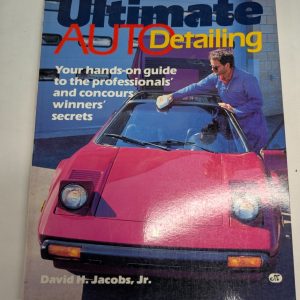 Ultimate
AUTO Detailing
Your hands-on guide
to the professionals'
and concours
winners'
secrets
David H. Jacobs, Jr.